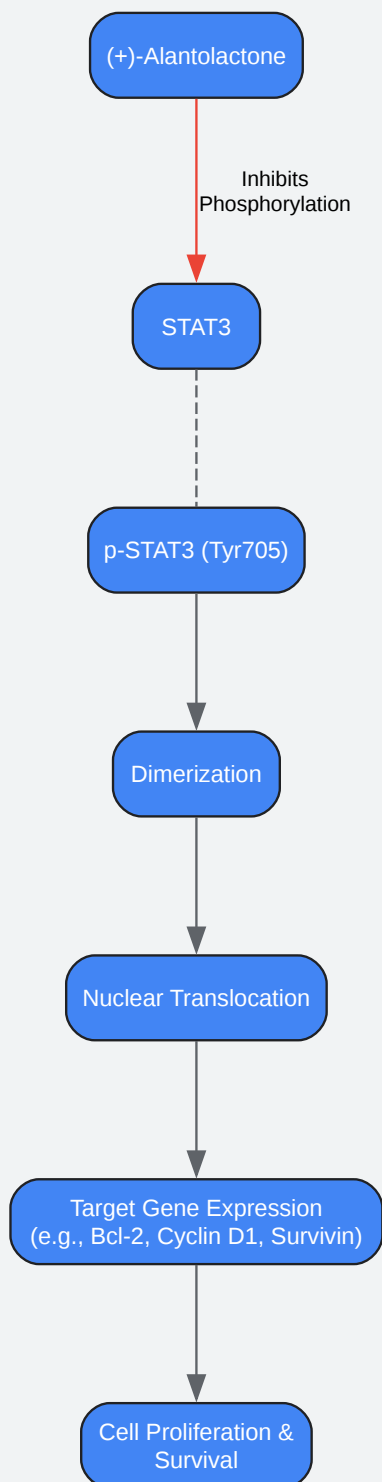 (+)-Alantolactone
Inhibits
Phosphorylation
STAT3
p-STAT3 (Tyr705)
Dimerization
Nuclear Translocation
Target Gene Expression
(e.g., Bcl-2, Cyclin D1, Survivin)
Cell Proliferation &
Survival